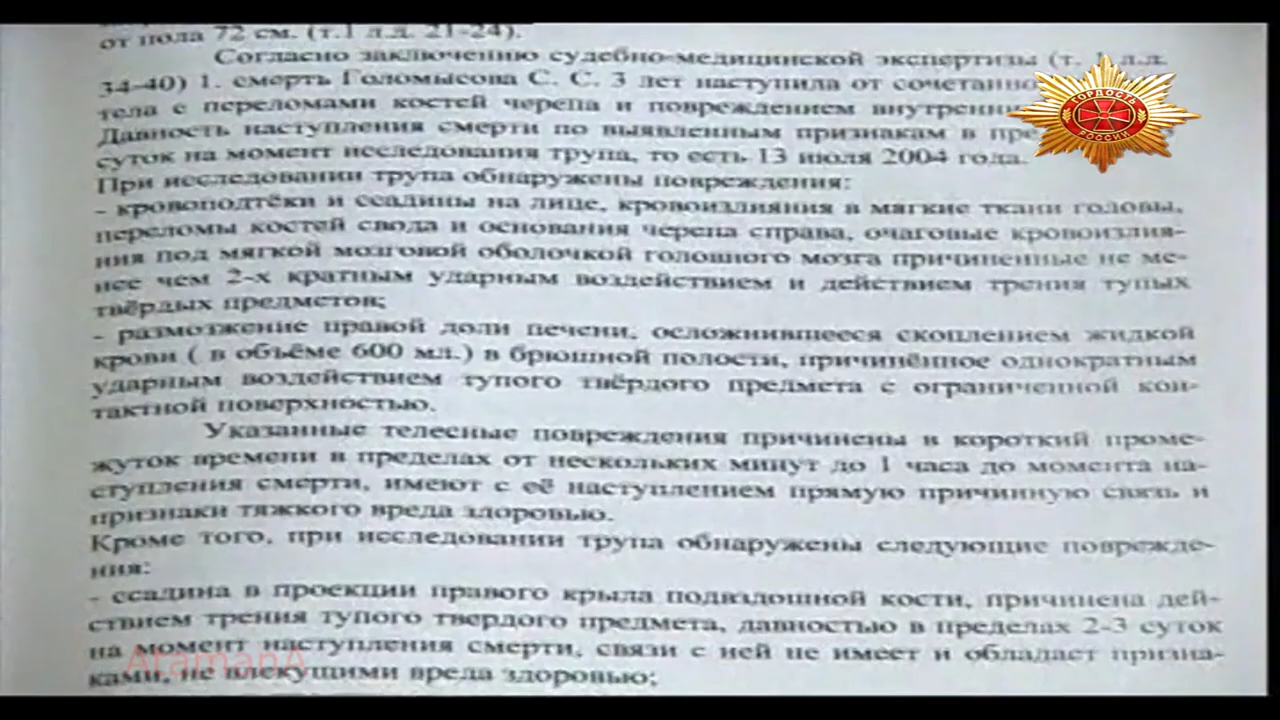 от пола 72 см. (т.1 л.д. 21-24).
Согласно заключению судебно-медицинской экспертизы (т. 1 л.д.
34-40) 1. смерть Голомысова С. С. 3 лет наступила от
тела с переломами костей черепа и повреждением
Давность наступления смерти по выявленным признакам в
суток на момент исследования трупа, то есть 13 июля 2004 года.
При исследовании трупа обнаружены повреждения:
- кровоподтёки и ссадины на лице, кровоизлияния в мягкие ткани головы,
переломы костей свода и основания черепа справа, очаговые кровоизлия-
ния под мягкой мозговой оболочкой головного мозга причиненные не ме-
нее чем 2-х кратным ударным воздействием и действием трения тупых
твёрдых предметов;
- размозжение правой доли печени, осложнившееся скоплением жидкой
крови ( в объёме 600 мл.) в брюшной полости, причинённое однократным
ударным воздействием тупого твёрдого предмета с ограниченной кон-
тактной поверхностью.
Указанные телесные повреждения причинены в короткий проме-
жуток времени в пределах от нескольких минут до 1 часа до момента на-
ступления смерти, имеют с её наступлением прямую причинную связь и
признаки тяжкого вреда здоровью.
Кроме того, при исследовании трупа обнаружены следующие поврежде-
ния:
- ссадина в проекции правого крыла подвздошной кости, причинена дей-
ствием трения тупого твердого предмета, давностью в пределах 2-3 суток
на момент наступления смерти, связи с ней не имеет и обладает призна-
ками, не влекущими вреда здоровью;
ГОРДОСТЬ
РОССИИ
AtamanA